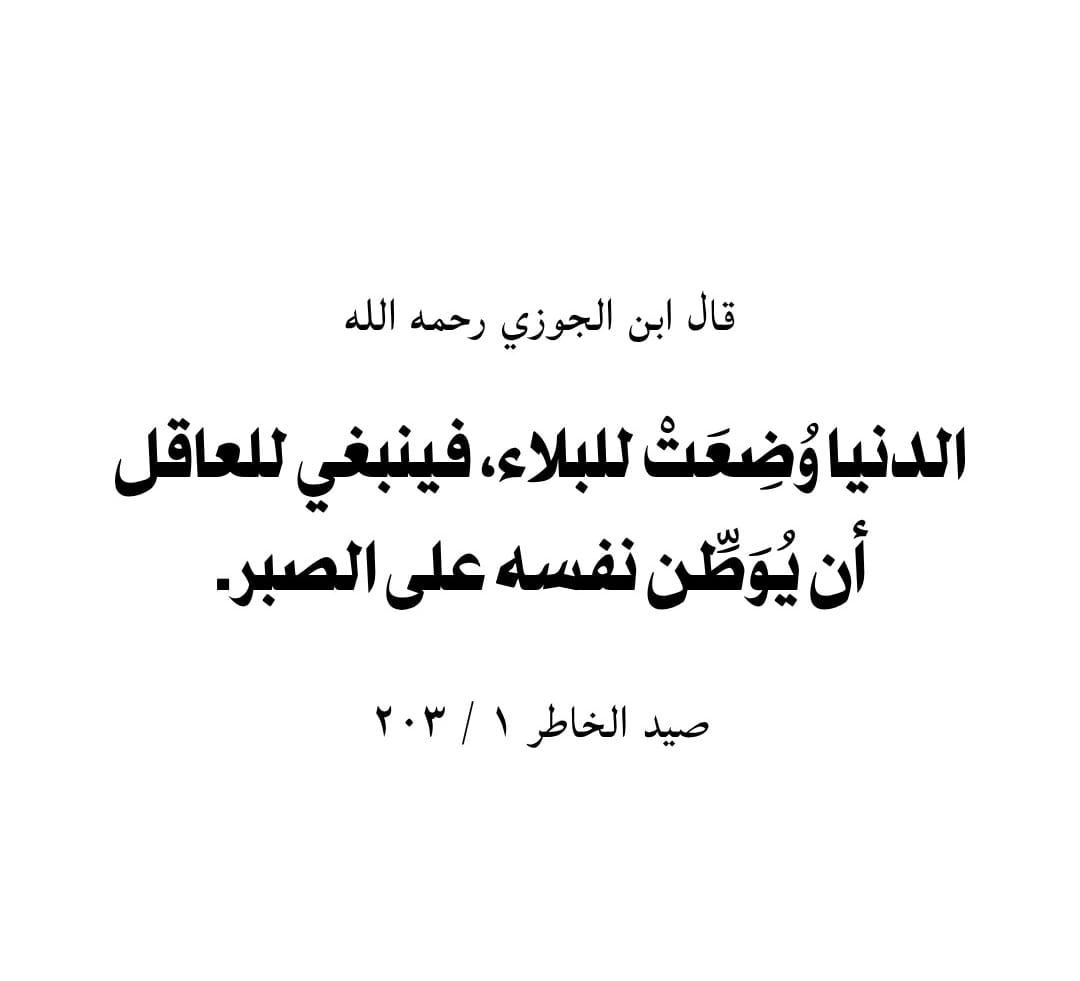 قال ابن الجوزي رحمه الله
الدنيا وُضِعَتْ للبلاء، فينبغي للعاقل
أن يُوَطِّن نفسه على الصبر.
صيد الخاطر ١ / ٢٠٣